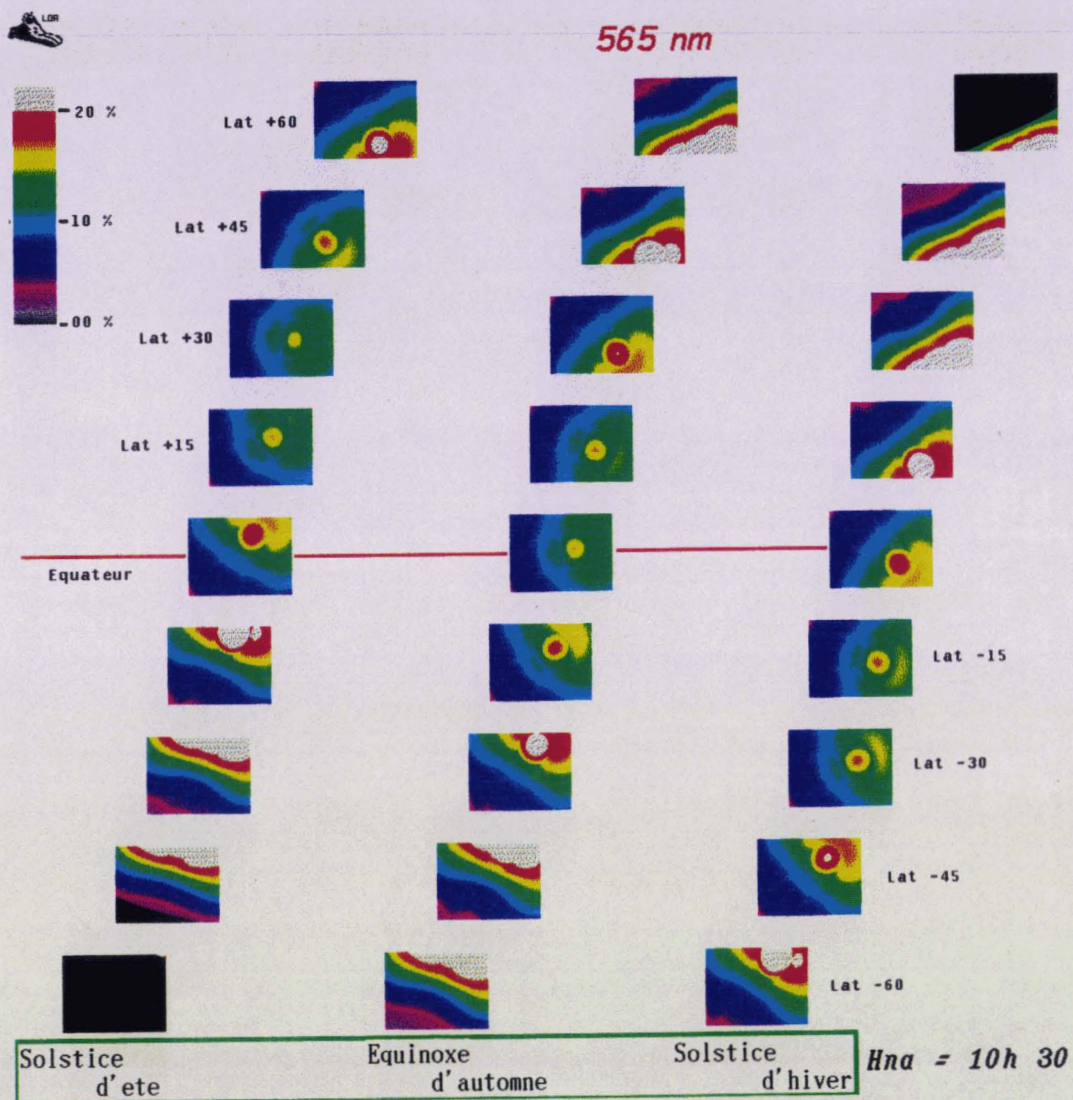 LOA
565 nm
20 %
10 %
00 %
Lat +60
Lat +45
Lat +30
Lat +15
Equateur
Lat -15
Lat -30
Lat -45
Lat -60
Solstice
d'ete
Equinoxe
d'automne
Solstice
d'hiver
Hna = 10h 30